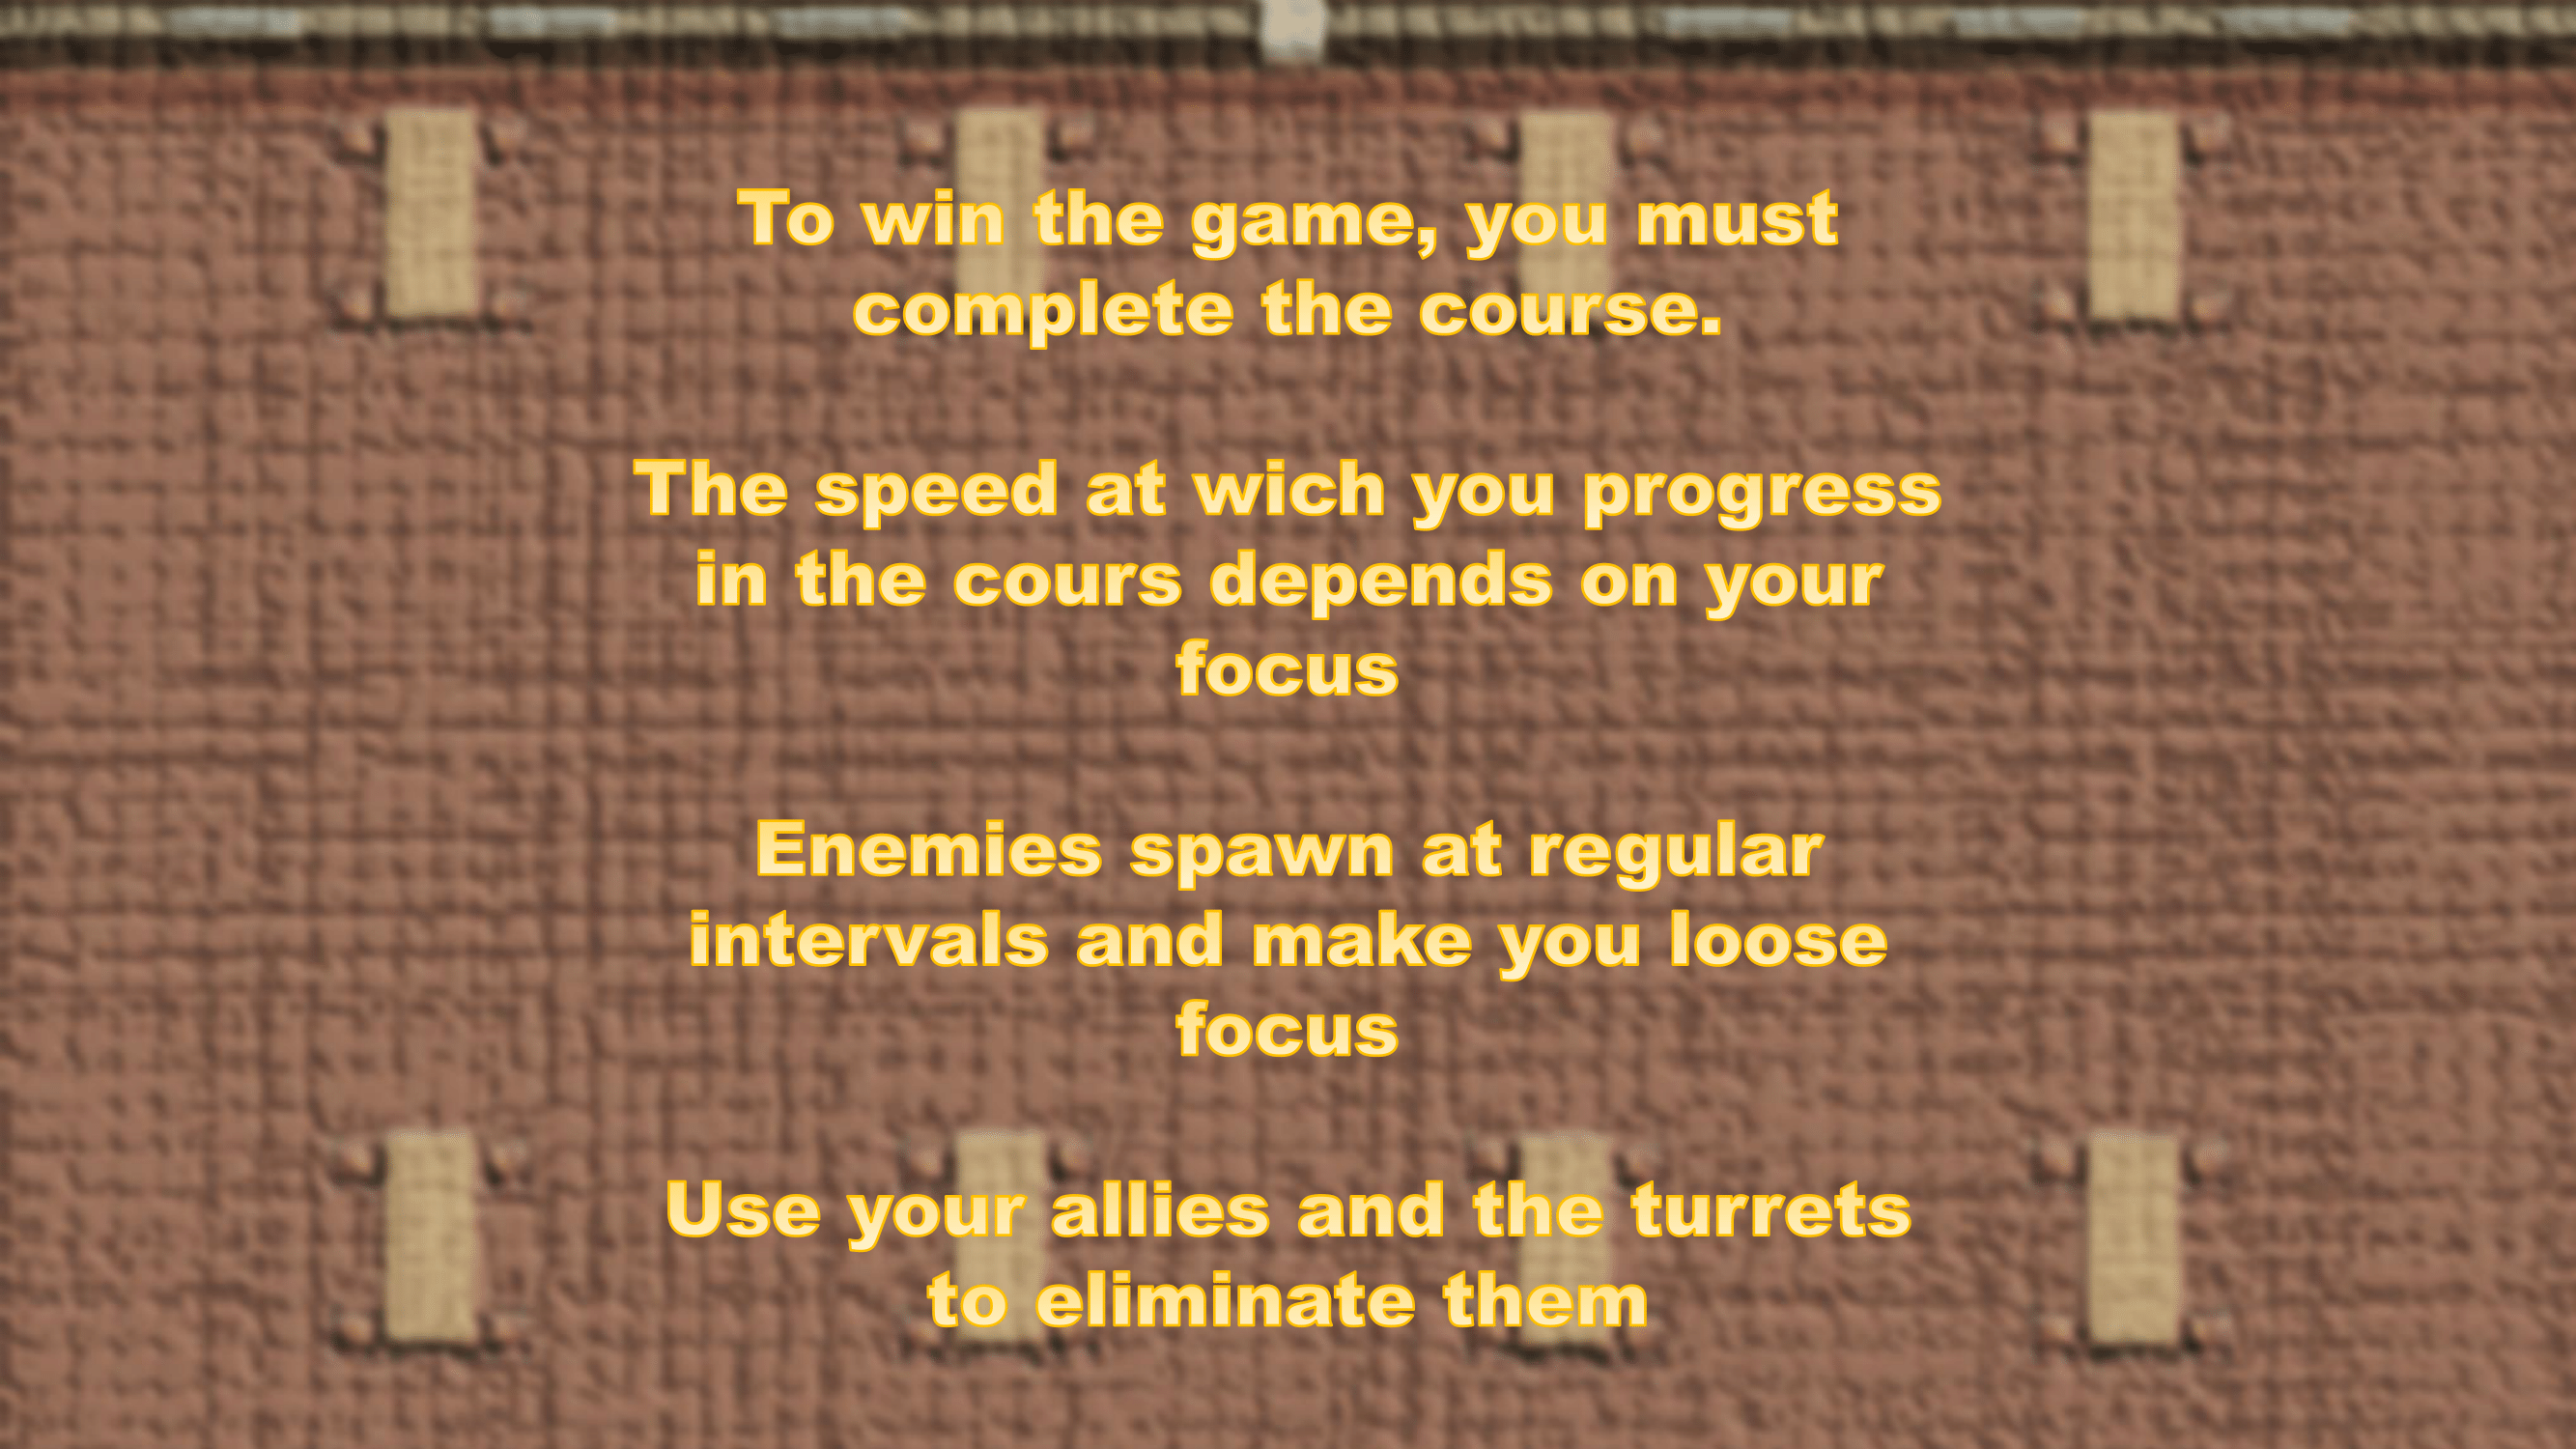 To win the game, you must
complete the course.
The speed at wich you progress
in the cours depends on your
focus
Enemies spawn at regular
intervals and make you loose
focus
Use your allies and the turrets
to eliminate them